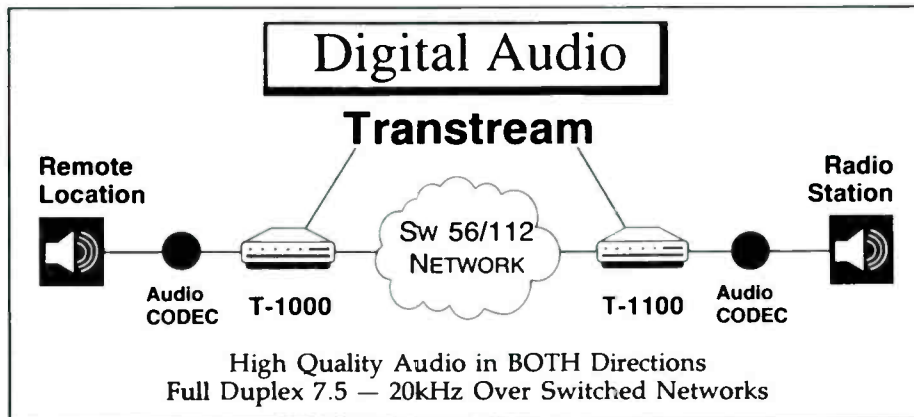 Digital Audio
Transtream
Remote
Location
Radio
Station
Sw 56/112
NETWORK
Audio
CODEC
T-1000
T-1100
Audio
CODEC
High Quality Audio in BOTH Directions
Full Duplex 7.5 — 20kHz Over Switched Networks